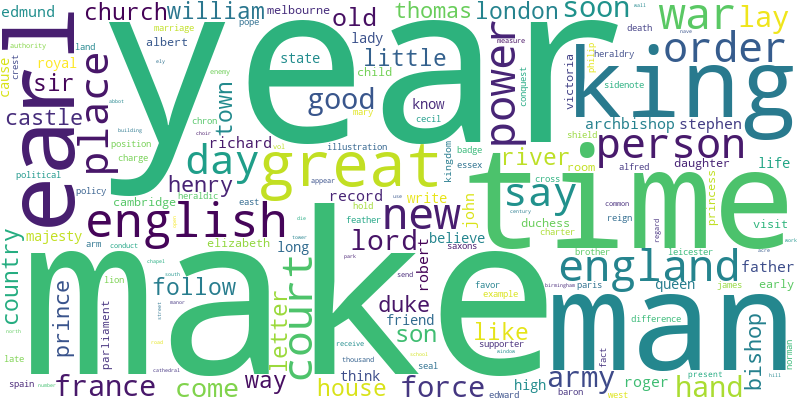 edmund
church
william
melbourne
old
thomas
london
soon
war
lay
year
king
earl
cause
royal
crest
authority
land
marriage
pope
albert
lady
little
state
child
death
measure
wall
nave
heraldry
philip
victoria
order
sir
place
castle
town
good
know
power
ely
enemy
mary
cecil
conquest
sidenote
archbishop
stephen
person
abbot
chron
richard
shield
building
choir
vol
illustration
badge
essex
kingdom
river
room
alfred
daughter
life
position
charge
day
great
time
political
policy
henry
appear
record
write
john
say
cross
princess
cambridge
heraldic
east
hold
feather
new
duchess
charter
common
reign
visit
majesty
english
elizabeth
use
die
century
regard
arm
conduct
long
lord
believe
saxons
brother
leicester
work
country
lion
chapel
south
tower
robert
england
father
prince
parliament
make
man
follow
letter
court
park
send
favor
birmingham
paris
queen
james
early
duke
friend
son
example
like
difference
bishop
north
street
manor
late
receive
thousand
supporter
fact
norman
think
seal
school
army
roger
present
spain
number
france
cathedral
come
way
house
force
edward
high
baron
west
hand
hill